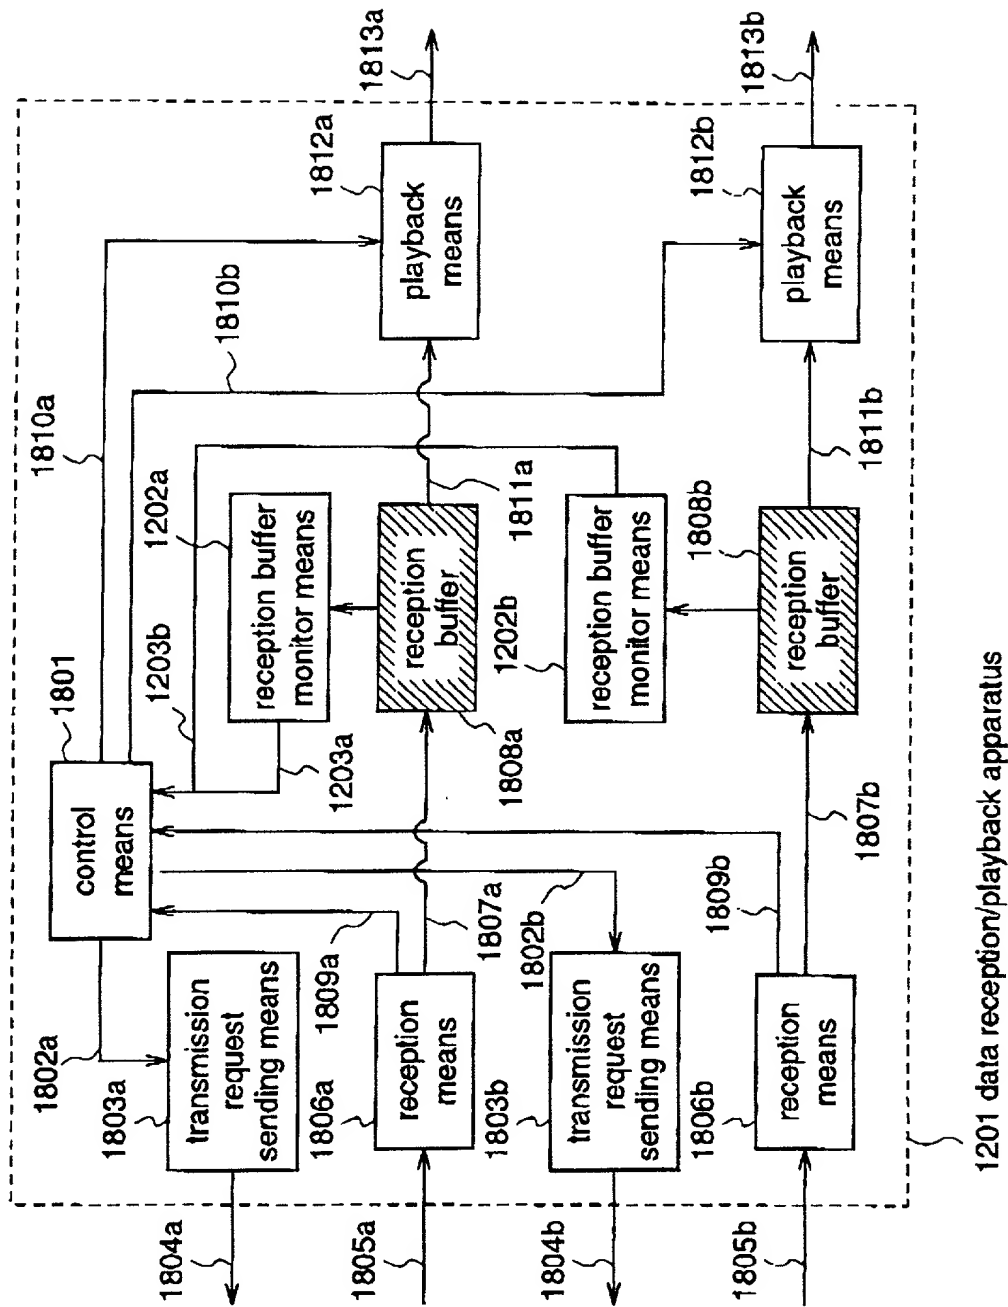 1801
control
means
1802a
1803a
transmission
request
sending means
1804a
1805a
1806a
reception
means
1809a
1807a
1203b
1203a
1202a
reception buffer
monitor means
1808a
reception
buffer
1811a
1810a
1810b
1812a
playback
means
1813a
1802b
1803b
transmission
request
sending means
1804b
1805b
1806b
reception
means
1809b
1807b
1202b
reception buffer
monitor means
1808b
reception
buffer
1811b
1812b
playback
means
1813b
1201 data reception/playback apparatus